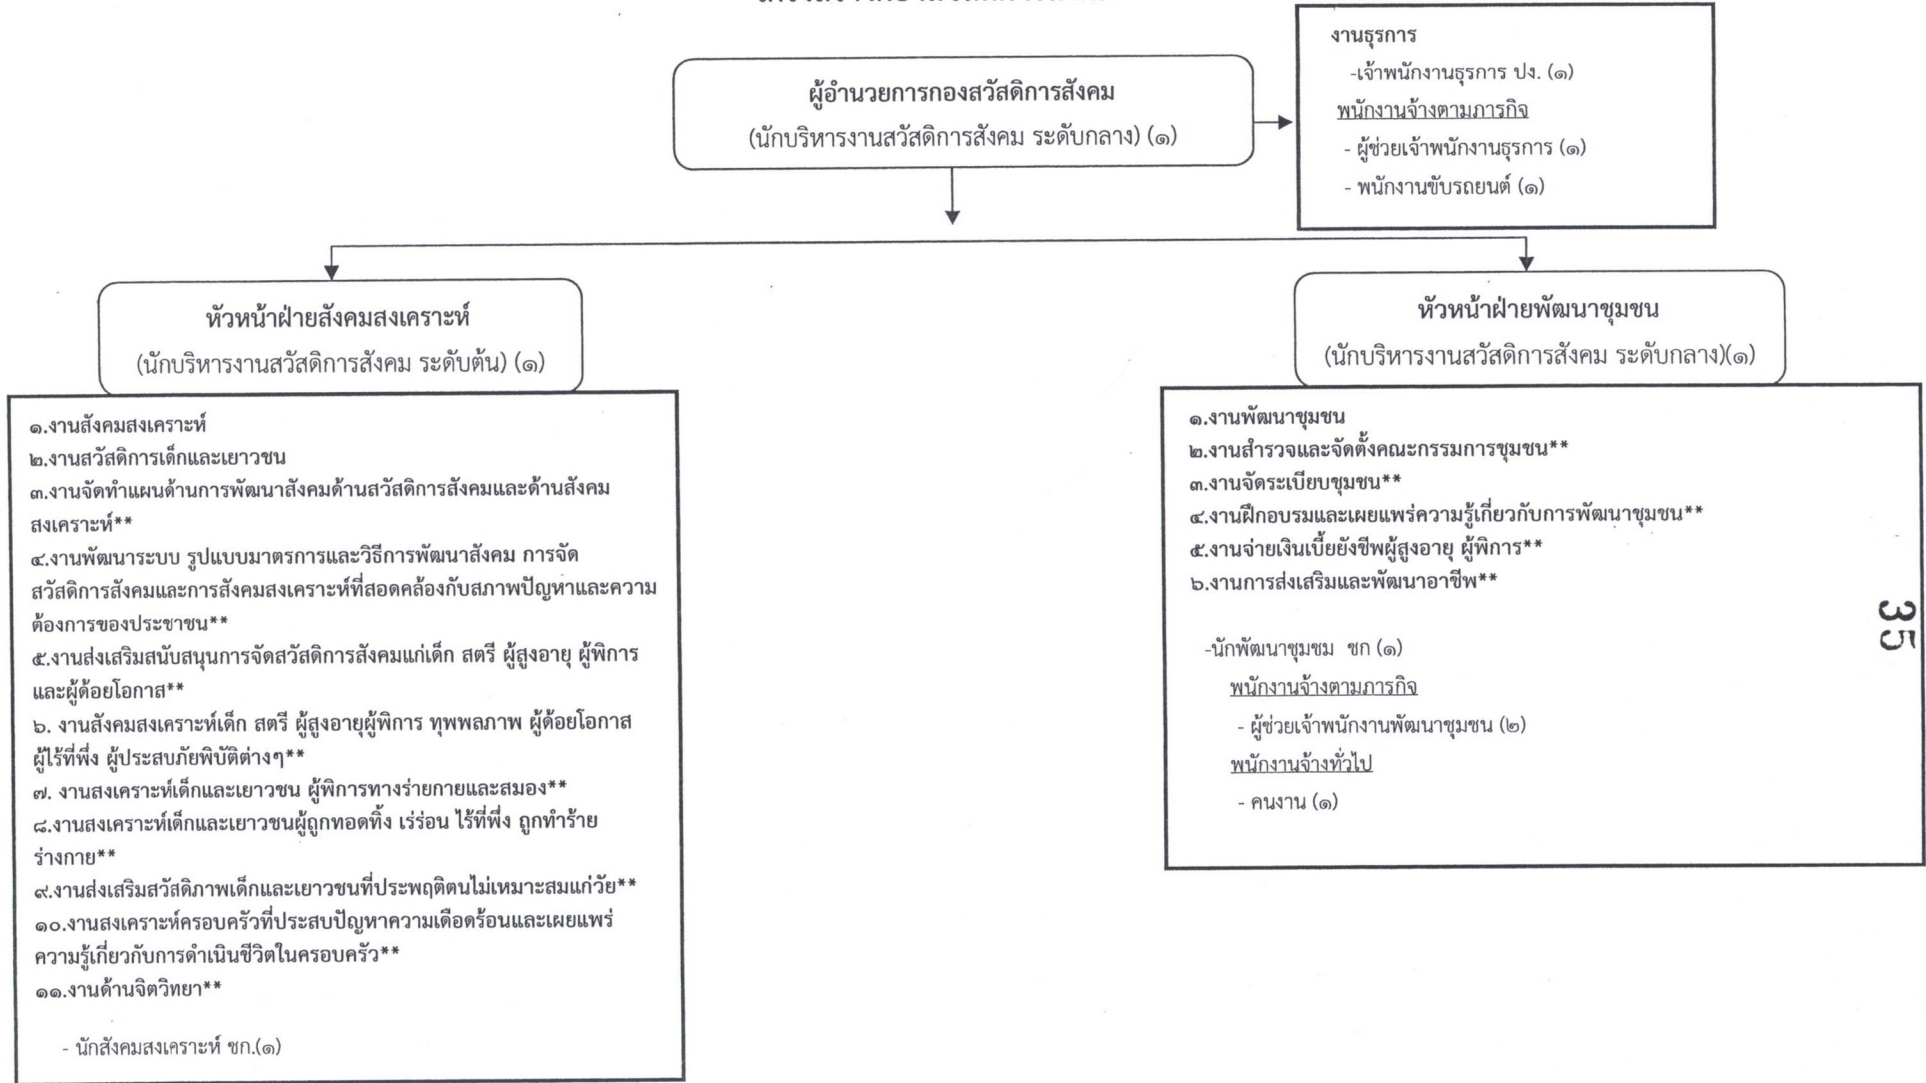 งานธุรการ
-เจ้าพนักงานธุรการ ปง. (๑)
พนักงานจ้างตามภารกิจ
- ผู้ช่วยเจ้าพนักงานธุรการ (๑)
- พนักงานขับรถยนต์ (๑)
ผู้อำนวยการกองสวัสดิการสังคม
(นักบริหารงานสวัสดิการสังคม ระดับกลาง) (๑)
หัวหน้าฝ่ายสังคมสงเคราะห์
(นักบริหารงานสวัสดิการสังคม ระดับต้น) (๑)
๑.งานสังคมสงเคราะห์
๒.งานสวัสดิการเด็กและเยาวชน
๓.งานจัดทำแผนด้านการพัฒนาสังคมด้านสวัสดิการสังคมและด้านสังคม
สงเคราะห์**
๔.งานพัฒนาระบบ รูปแบบมาตรการและวิธีการพัฒนาสังคม การจัด
สวัสดิการสังคมและการสังคมสงเคราะห์ที่สอดคล้องกับสภาพปัญหาและความ
ต้องการของประชาชน**
๕.งานส่งเสริมสนับสนุนการจัดสวัสดิการสังคมแก่เด็ก สตรี ผู้สูงอายุ ผู้พิการ
และผู้ด้อยโอกาส**
๖. งานสังคมสงเคราะห์เด็ก สตรี ผู้สูงอายุผู้พิการ ทุพพลภาพ ผู้ด้อยโอกาส
ผู้ไร้ที่พึ่ง ผู้ประสบภัยพิบัติต่างๆ**
๗. งานสงเคราะห์เด็กและเยาวชน ผู้พิการทางร่ายกายและสมอง**
๘.งานสงเคราะห์เด็กและเยาวชนผู้ถูกทอดทิ้ง เร่ร่อน ไร้ที่พึ่ง ถูกทำร้าย
ร่างกาย**
๙.งานส่งเสริมสวัสดิภาพเด็กและเยาวชนที่ประพฤติตนไม่เหมาะสมแก่วัย**
๑๐.งานสงเคราะห์ครอบครัวที่ประสบปัญหาความเดือดร้อนและเผยแพร่
ความรู้เกี่ยวกับการดำเนินชีวิตในครอบครัว**
๑๑.งานด้านจิตวิทยา**
- นักสังคมสงเคราะห์ ชก.(๑)
หัวหน้าฝ่ายพัฒนาชุมชน
(นักบริหารงานสวัสดิการสังคม ระดับกลาง)(๑)
๑.งานพัฒนาชุมชน
๒.งานสำรวจและจัดตั้งคณะกรรมการชุมชน**
๓.งานจัดระเบียบชุมชน**
๔.งานฝึกอบรมและเผยแพร่ความรู้เกี่ยวกับการพัฒนาชุมชน**
๕.งานจ่ายเงินเบี้ยยังชีพผู้สูงอายุ ผู้พิการ**
๖.งานการส่งเสริมและพัฒนาอาชีพ**
-นักพัฒนาชุมชม ชก (๑)
พนักงานจ้างตามภารกิจ
- ผู้ช่วยเจ้าพนักงานพัฒนาชุมชน (๒)
พนักงานจ้างทั่วไป
- คนงาน (๑)
35